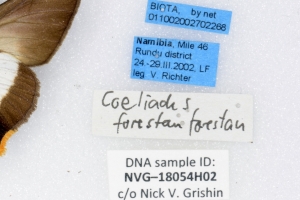 BIOTA, by net
011002002702268
Namibia, Mile 46
Rundu district
24.-29.III.2002, LF
leg. V. Richter
Coeliades
forestan forestan
DNA sample ID:
NVG–18054H02
c/o Nick V. Grishin